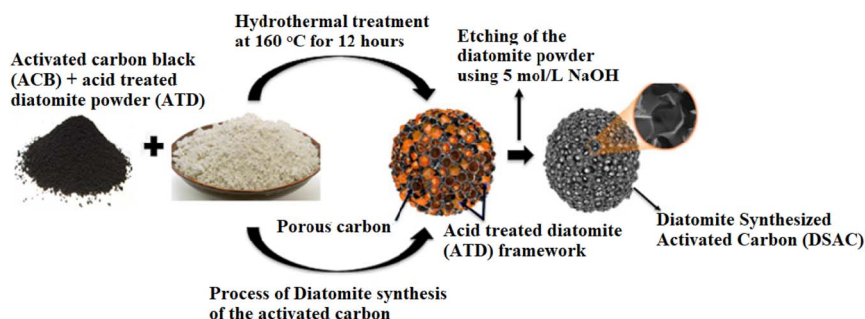 Hydrothermal treatment
at 160 °C for 12 hours
Activated carbon black
(ACB) + acid treated
diatomite powder (ATD)
Etching of the
diatomite powder
using 5 mol/L NaOH
Porous carbon
Acid treated diatomite
(ATD) framework
Diatomite Synthesized
Activated Carbon (DSAC)
Process of Diatomite synthesis
of the activated carbon